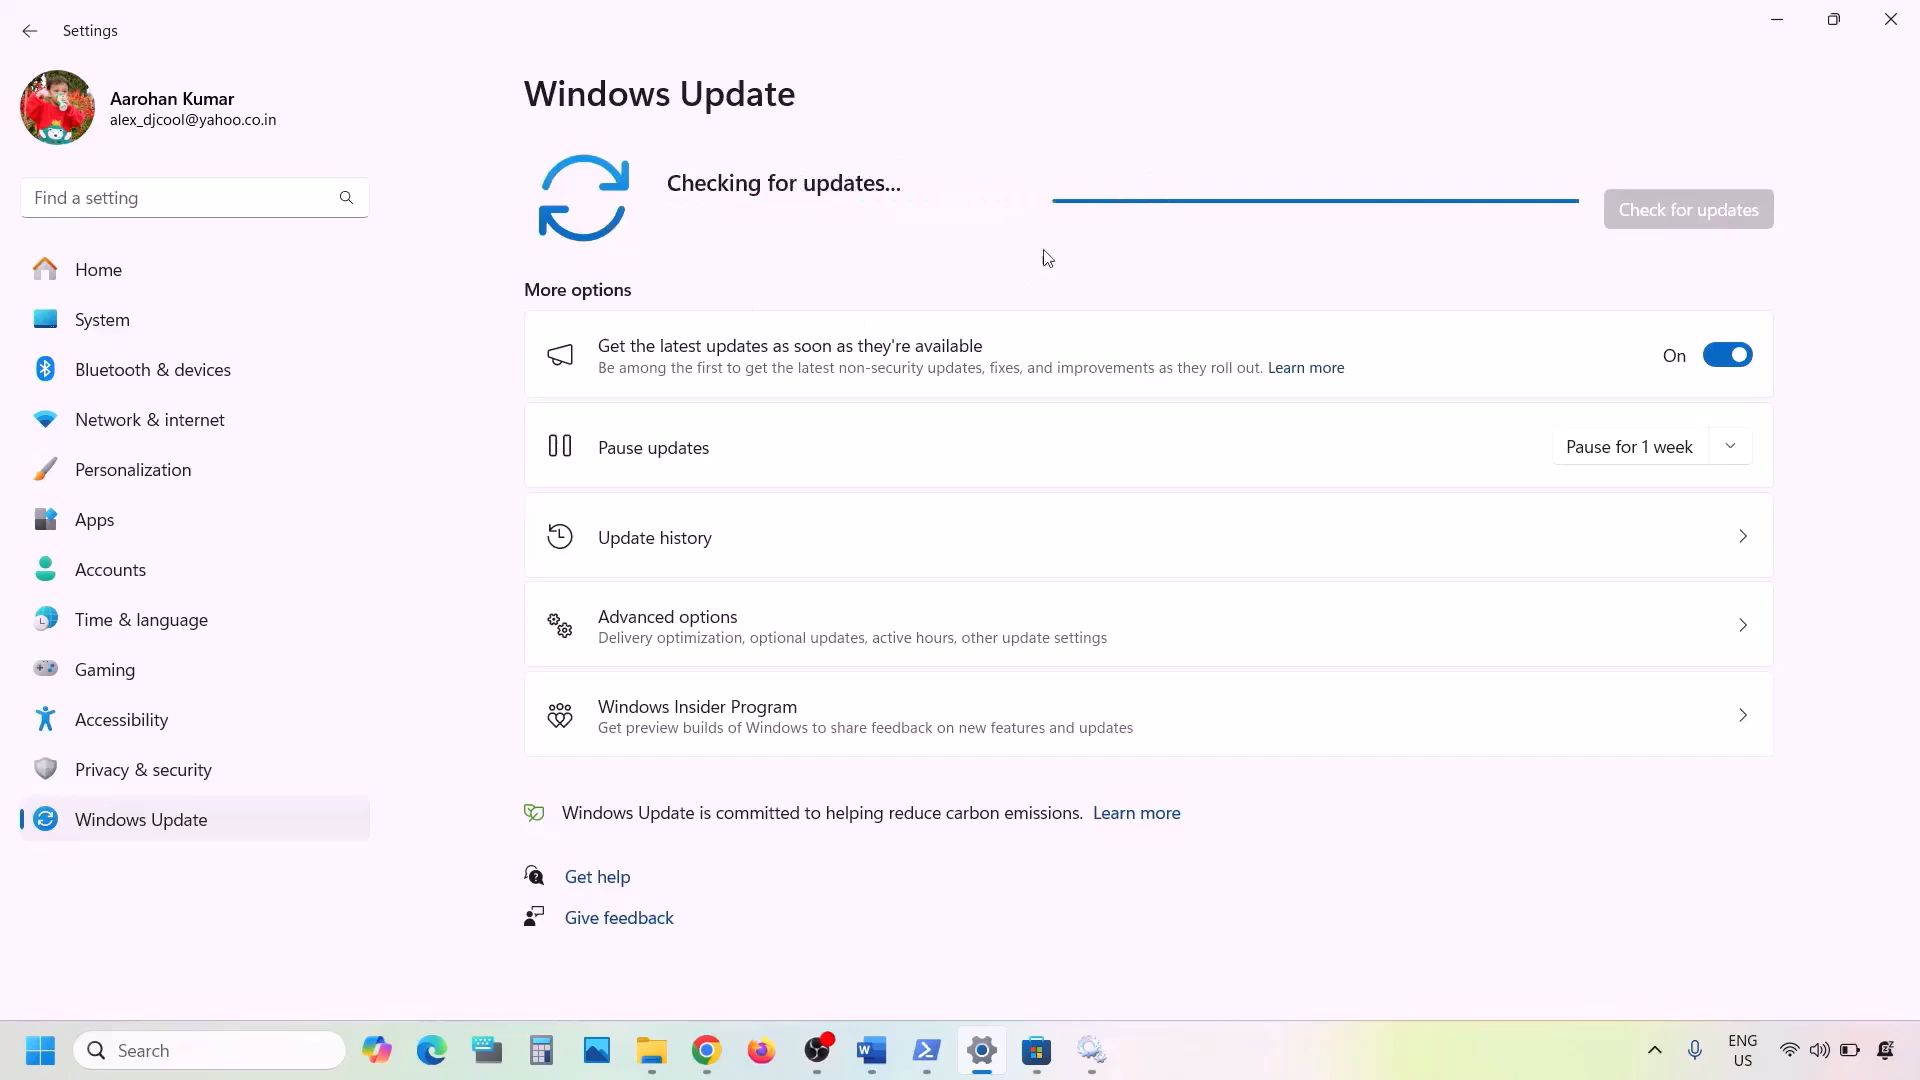 Settings
Aarohan Kumar
alex_djcool@yahoo.co.in
Find a setting
Home
System
Bluetooth & devices
Network & internet
Personalization
Apps
Accounts
Time & language
Gaming
Accessibility
Privacy & security
Windows Update
Windows Update
Checking for updates...
Check for updates
More options
Get the latest updates as soon as they're available
Be among the first to get the latest non-security updates, fixes, and improvements as they roll out. Learn more
On
Pause updates
Pause for 1 week
Update history
Advanced options
Delivery optimization, optional updates, active hours, other update settings
Windows Insider Program
Get preview builds of Windows to share feedback on new features and updates
Windows Update is committed to helping reduce carbon emissions. Learn more
Get help
Give feedback
Search
ENG
US